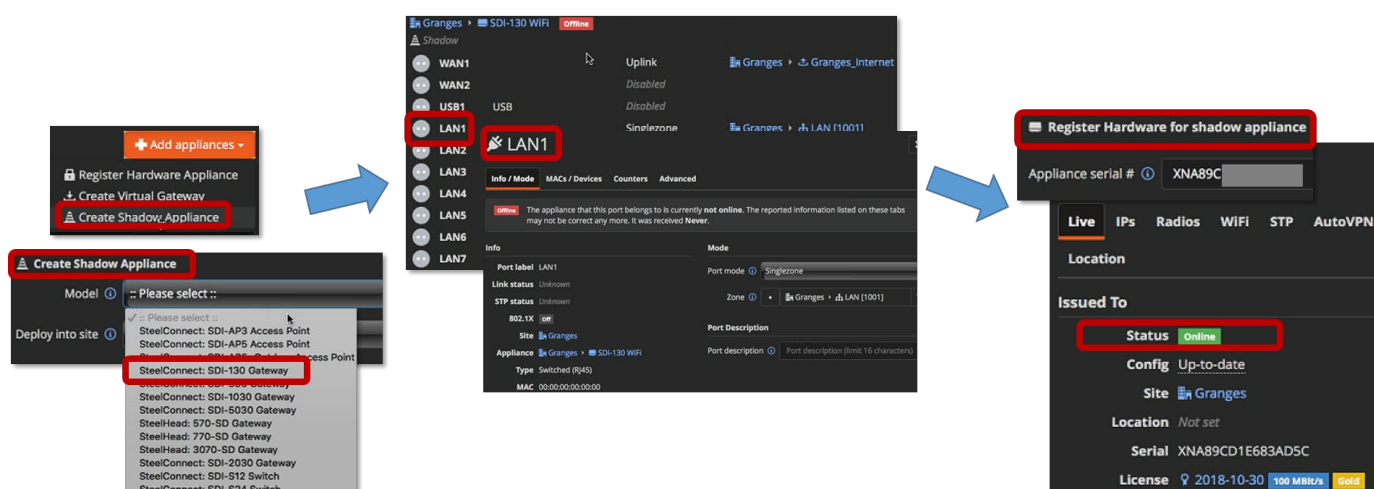 Add appliances
Register Hardware Appliance
Create Virtual Gateway
Create Shadow Appliance
Create Shadow Appliance
Model :: Please select ::
Deploy into site
:: Please select ::
SteelConnect: SDI-AP3 Access Point
SteelConnect: SDI-AP5 Access Point
Access Point
SteelConnect: SDI-130 Gateway
SteelConnect: SDI-1030 Gateway
SteelConnect: SDI-5030 Gateway
SteelHead: 570-SD Gateway
SteelHead: 770-SD Gateway
SteelHead: 3070-SD Gateway
SteelConnect: SDI-2030 Gateway
SteelConnect: SDI-S12 Switch
SteelConnect: SDI-S24 Switch
Granges SDI-130 WiFi Offline
Shadow
WAN1 Uplink Granges Granges_Internet
WAN2 Disabled
USB1 USB Disabled
LAN1 Singlezone Granges LAN [1001]
LAN2
LAN3
LAN4
LAN5
LAN6
LAN7
LAN1
Info / Mode MACs / Devices Counters Advanced
Offline The appliance that this port belongs to is currently not online. The reported information listed on these tabs
may not be correct any more. It was received Never.
Info
Port label LAN1
Link status Unknown
STP status Unknown
802.1X off
Site Granges
Appliance Granges SDI-130 WiFi
Type Switched (RJ45)
MAC 00:00:00:00:00:00
Mode
Port mode Singlezone
Zone Granges LAN [1001]
Port Description
Port description Port description (limit 16 characters)
Register Hardware for shadow appliance
Appliance serial # XNA89C
Live IPs Radios WiFi STP AutoVPN
Location
Issued To
Status Online
Config Up-to-date
Site Granges
Location Not set
Serial XNA89CD1E683AD5C
License 2018-10-30 100 MBit/s Gold